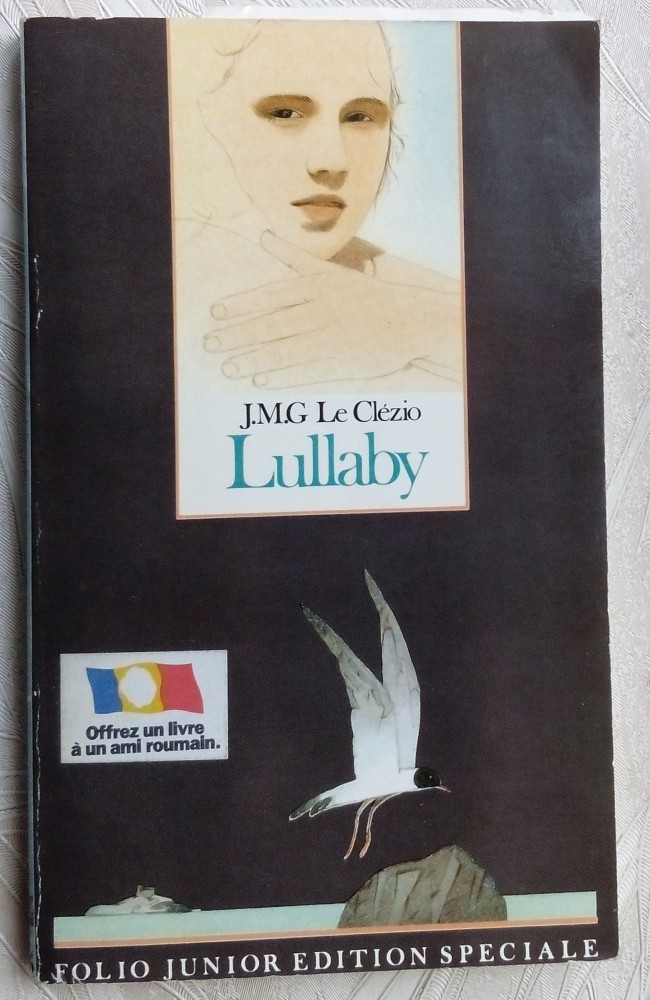 J.M.G Le Clézio
Lullaby
Offrez un livre
à un ami roumain.
FOLIO JUNIOR EDITION SPECIALE